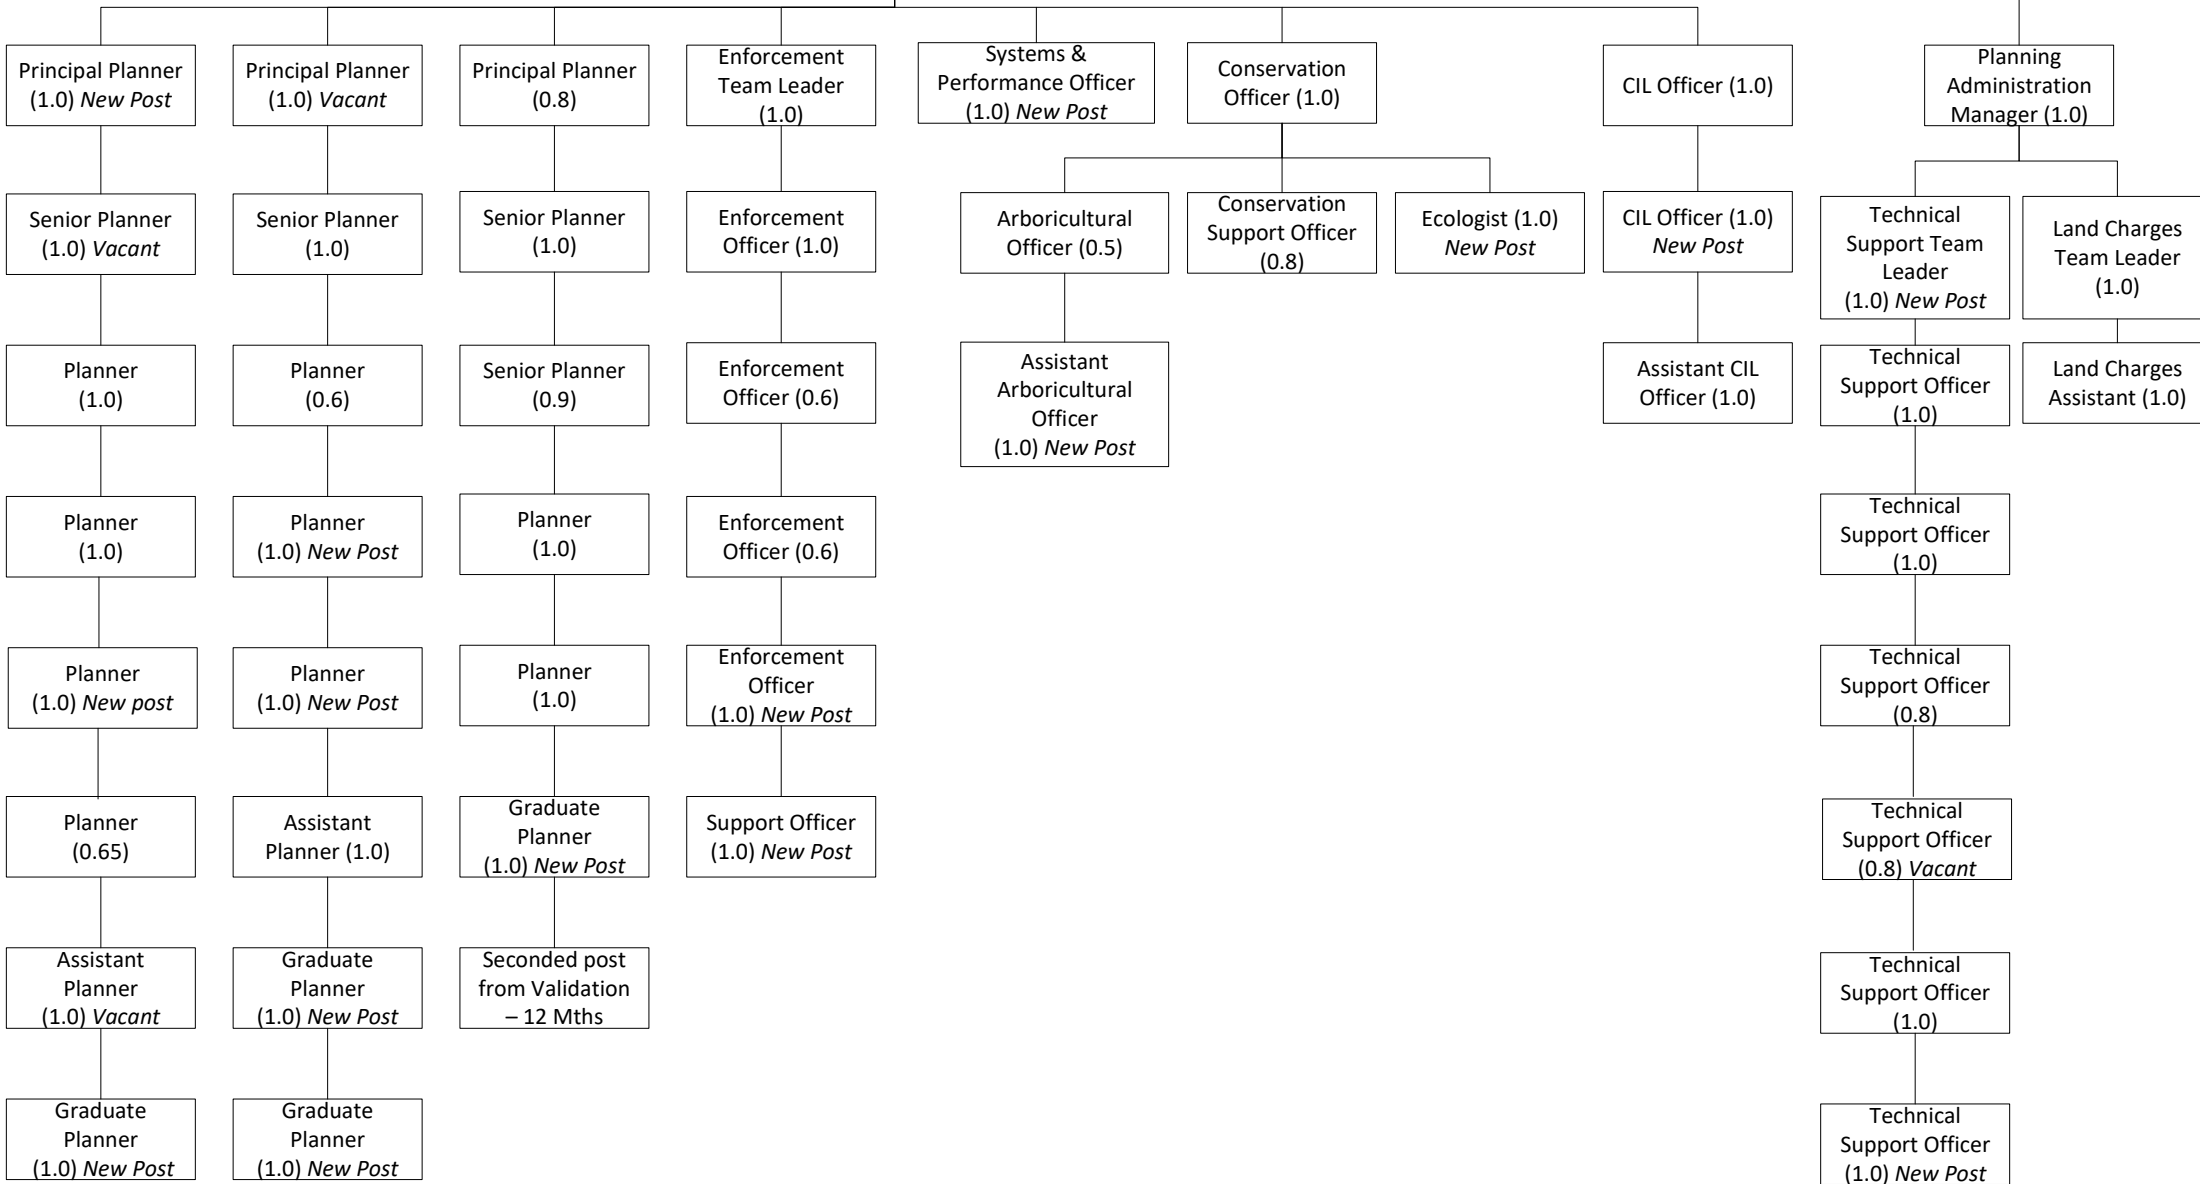 Principal Planner
(1.0) New Post
Principal Planner
(1.0) Vacant
Principal Planner
(0.8)
Enforcement
Team Leader
(1.0)
Systems &
Performance Officer
(1.0) New Post
Conservation
Officer (1.0)
CIL Officer (1.0)
Planning
Administration
Manager (1.0)
Senior Planner
(1.0) Vacant
Senior Planner
(1.0)
Senior Planner
(1.0)
Enforcement
Officer (1.0)
Arboricultural
Officer (0.5)
Conservation
Support Officer
(0.8)
Ecologist (1.0)
New Post
CIL Officer (1.0)
New Post
Technical
Support Team
Leader
(1.0) New Post
Land Charges
Team Leader
(1.0)
Planner
(1.0)
Planner
(0.6)
Senior Planner
(0.9)
Enforcement
Officer (0.6)
Assistant
Arboricultural
Officer
(1.0) New Post
Assistant CIL
Officer (1.0)
Technical
Support Officer
(1.0)
Land Charges
Assistant (1.0)
Planner
(1.0)
Planner
(1.0) New Post
Planner
(1.0)
Enforcement
Officer (0.6)
Technical
Support Officer
(1.0)
Planner
(1.0) New post
Planner
(1.0) New Post
Planner
(1.0)
Enforcement
Officer
(1.0) New Post
Technical
Support Officer
(0.8)
Planner
(0.65)
Assistant
Planner (1.0)
Graduate
Planner
(1.0) New Post
Support Officer
(1.0) New Post
Technical
Support Officer
(0.8) Vacant
Assistant
Planner
(1.0) Vacant
Graduate
Planner
(1.0) New Post
Seconded post
from Validation
– 12 Mths
Technical
Support Officer
(1.0)
Graduate
Planner
(1.0) New Post
Graduate
Planner
(1.0) New Post
Technical
Support Officer
(1.0) New Post